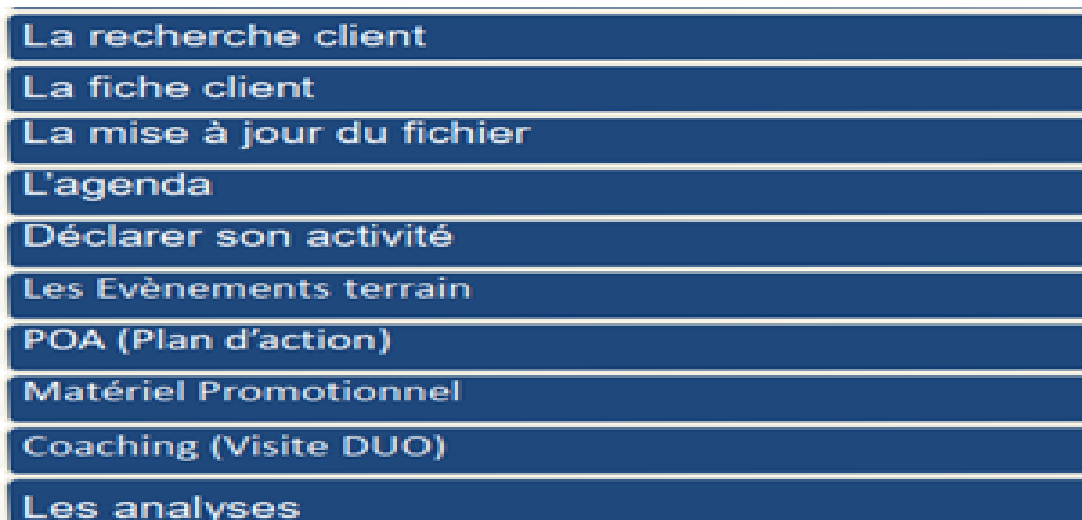 La recherche client
La fiche client
La mise à jour du fichier
L'agenda
Déclarer son activité
Les Evènements terrain
POA (Plan d’action)
Matériel Promotionnel
Coaching (Visite DUO)
Les analyses